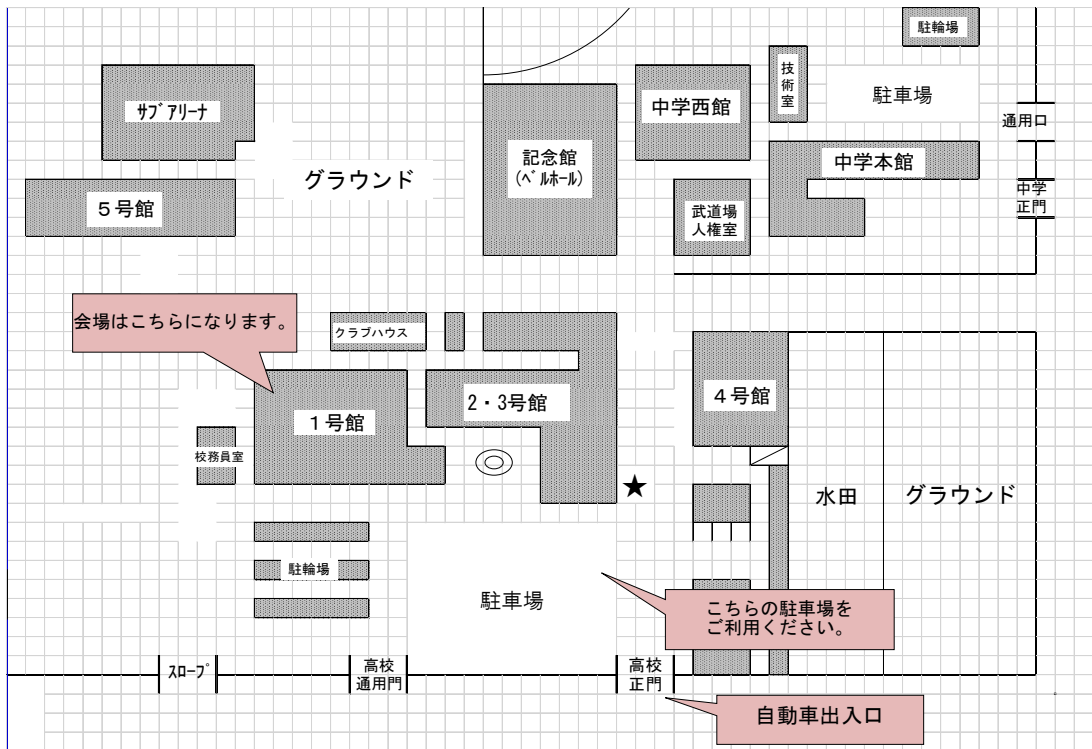 駐輪場
技術室
サブアリーナ
中学西館
駐車場
通用口
記念館
(ベルホール)
中学本館
グラウンド
5号館
武道場
人権室
中学
正門
会場はこちらになります。
クラブハウス
4号館
2・3号館
1号館
校務員室
★
水田
グラウンド
駐輪場
駐車場
こちらの駐車場を
ご利用ください。
スロープ
高校
通用門
高校
正門
自動車出入口